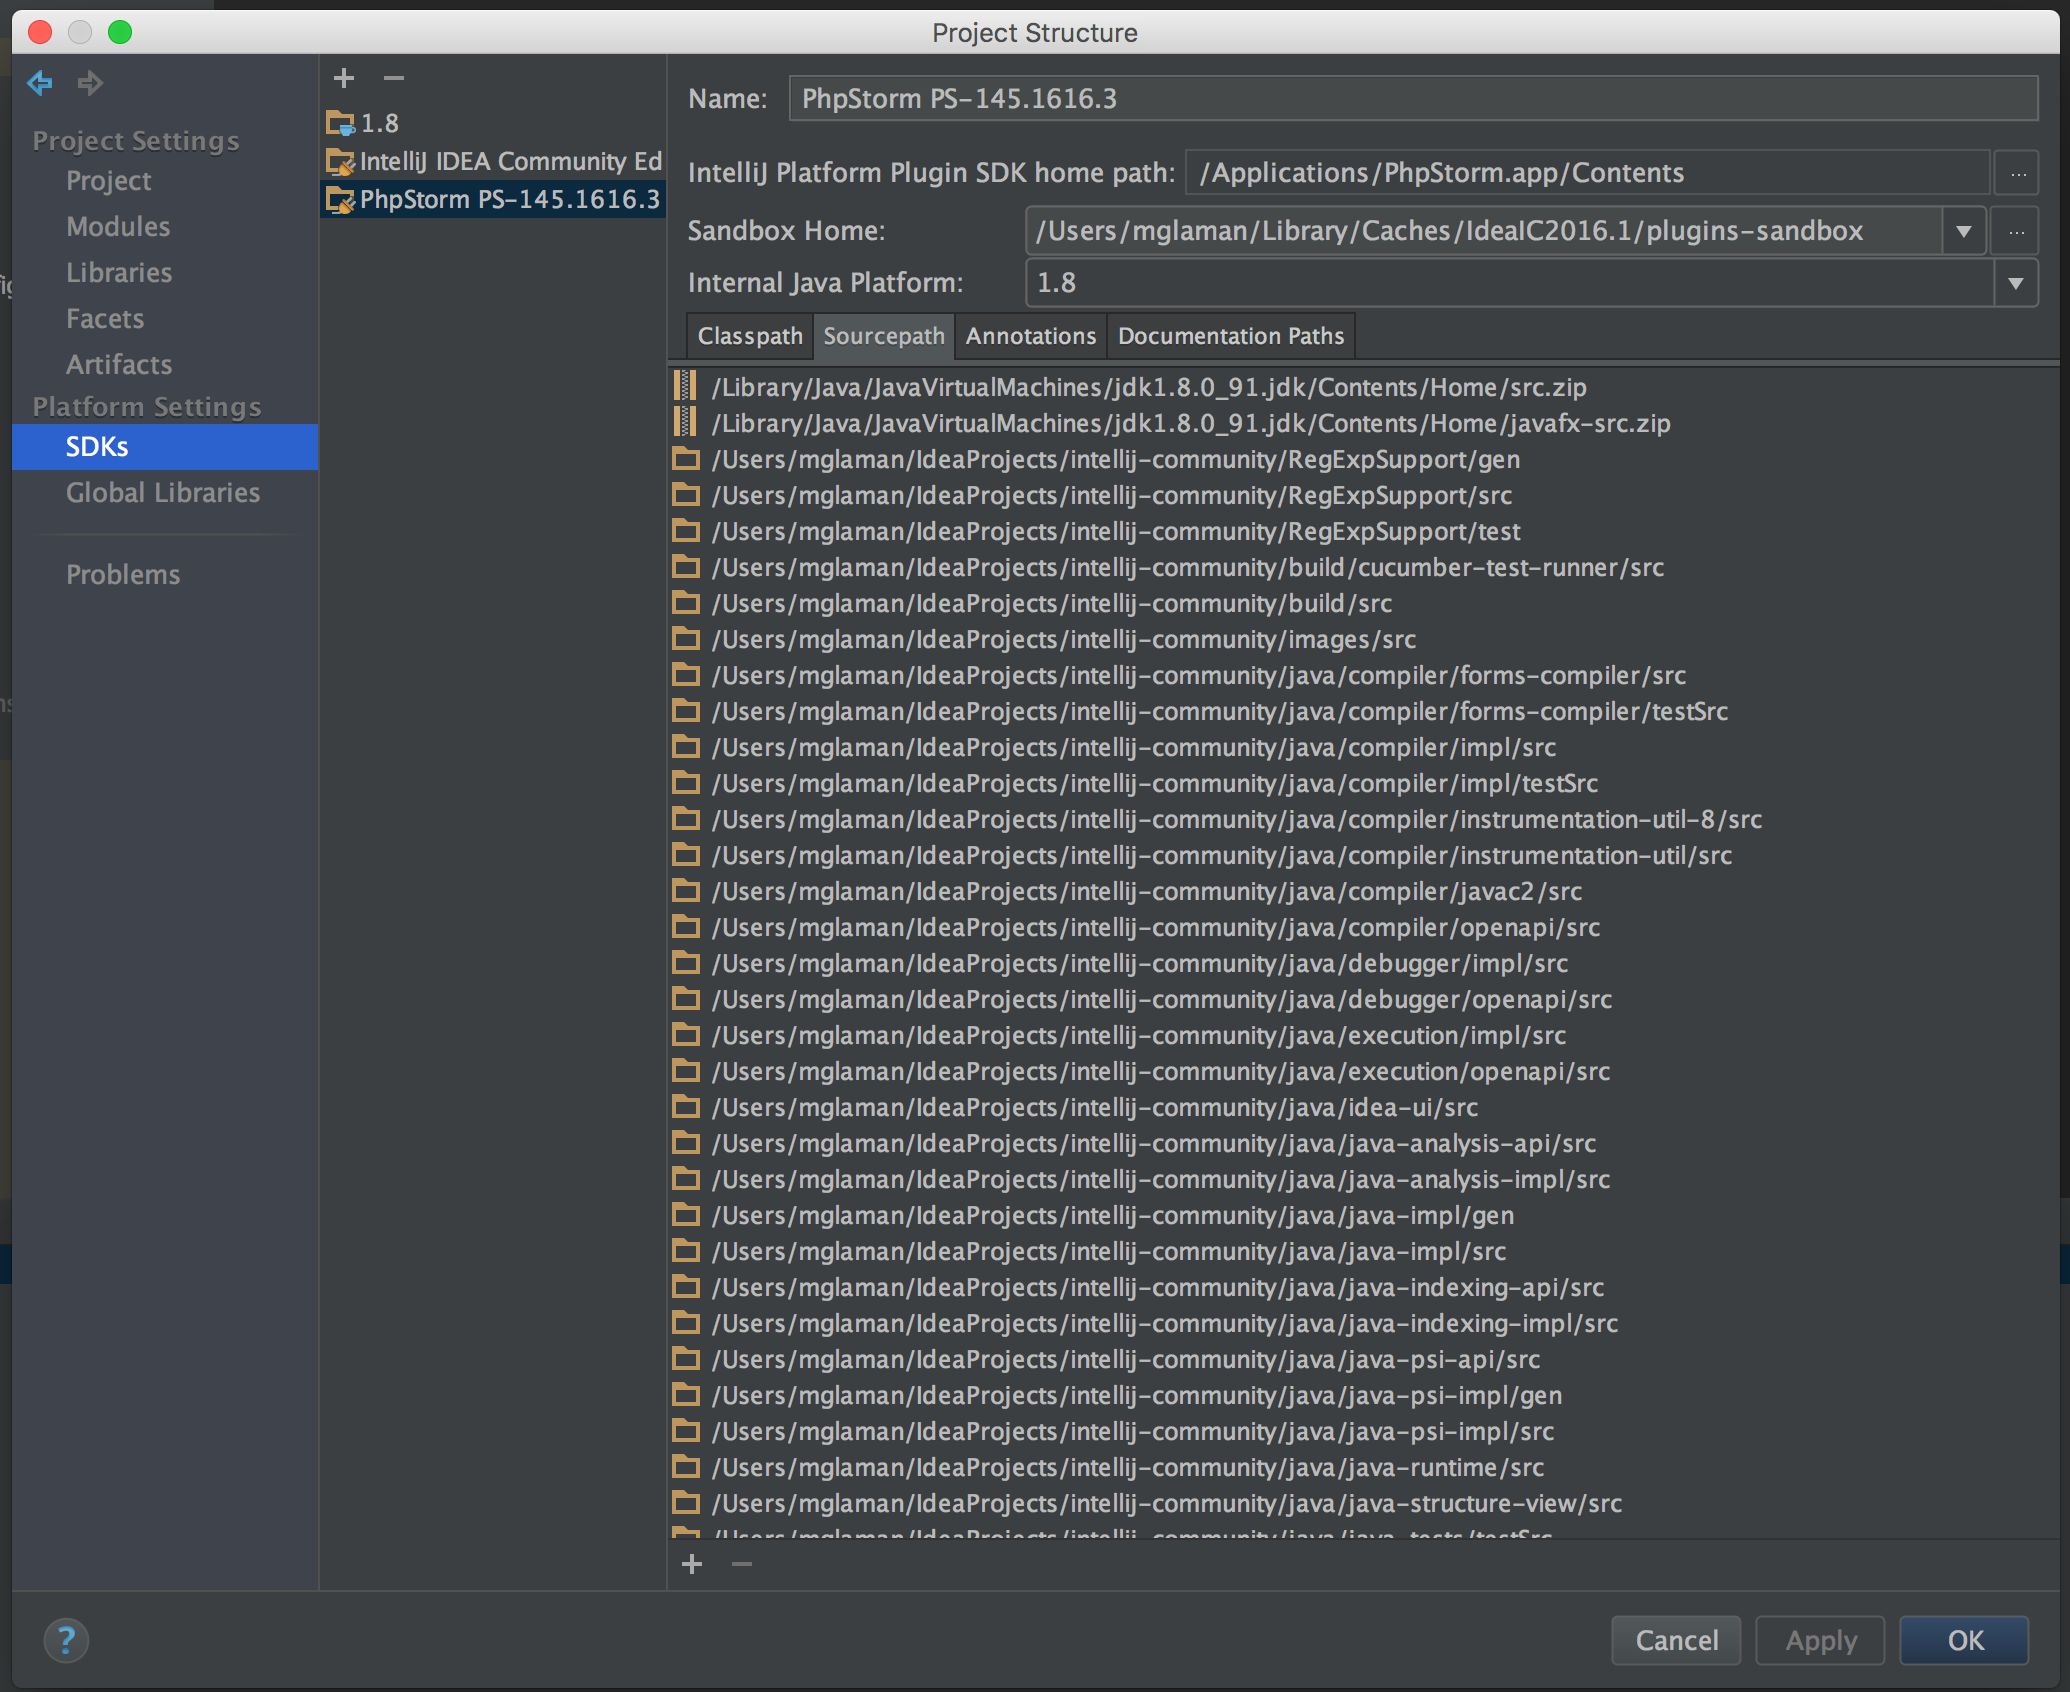 Project Structure
Project Settings
Project
Modules
Libraries
Facets
Artifacts
Platform Settings
SDKs
Global Libraries
Problems
1.8
IntelliJ IDEA Community Ed
PhpStorm PS-145.1616.3
Name: PhpStorm PS-145.1616.3
IntelliJ Platform Plugin SDK home path: /Applications/PhpStorm.app/Contents ...
Sandbox Home: /Users/mglaman/Library/Caches/IdeaIC2016.1/plugins-sandbox ...
Internal Java Platform: 1.8
Classpath Sourcepath Annotations Documentation Paths
/Library/Java/JavaVirtualMachines/jdk1.8.0_91.jdk/Contents/Home/src.zip
/Library/Java/JavaVirtualMachines/jdk1.8.0_91.jdk/Contents/Home/javafx-src.zip
/Users/mglaman/IdeaProjects/intellij-community/RegExpSupport/gen
/Users/mglaman/IdeaProjects/intellij-community/RegExpSupport/src
/Users/mglaman/IdeaProjects/intellij-community/RegExpSupport/test
/Users/mglaman/IdeaProjects/intellij-community/build/cucumber-test-runner/src
/Users/mglaman/IdeaProjects/intellij-community/build/src
/Users/mglaman/IdeaProjects/intellij-community/images/src
/Users/mglaman/IdeaProjects/intellij-community/java/compiler/forms-compiler/src
/Users/mglaman/IdeaProjects/intellij-community/java/compiler/forms-compiler/testSrc
/Users/mglaman/IdeaProjects/intellij-community/java/compiler/impl/src
/Users/mglaman/IdeaProjects/intellij-community/java/compiler/impl/testSrc
/Users/mglaman/IdeaProjects/intellij-community/java/compiler/instrumentation-util-8/src
/Users/mglaman/IdeaProjects/intellij-community/java/compiler/instrumentation-util/src
/Users/mglaman/IdeaProjects/intellij-community/java/compiler/javac2/src
/Users/mglaman/IdeaProjects/intellij-community/java/compiler/openapi/src
/Users/mglaman/IdeaProjects/intellij-community/java/debugger/impl/src
/Users/mglaman/IdeaProjects/intellij-community/java/debugger/openapi/src
/Users/mglaman/IdeaProjects/intellij-community/java/execution/impl/src
/Users/mglaman/IdeaProjects/intellij-community/java/execution/openapi/src
/Users/mglaman/IdeaProjects/intellij-community/java/idea-ui/src
/Users/mglaman/IdeaProjects/intellij-community/java/java-analysis-api/src
/Users/mglaman/IdeaProjects/intellij-community/java/java-analysis-impl/src
/Users/mglaman/IdeaProjects/intellij-community/java/java-impl/gen
/Users/mglaman/IdeaProjects/intellij-community/java/java-impl/src
/Users/mglaman/IdeaProjects/intellij-community/java/java-indexing-api/src
/Users/mglaman/IdeaProjects/intellij-community/java/java-indexing-impl/src
/Users/mglaman/IdeaProjects/intellij-community/java/java-psi-api/src
/Users/mglaman/IdeaProjects/intellij-community/java/java-psi-impl/gen
/Users/mglaman/IdeaProjects/intellij-community/java/java-psi-impl/src
/Users/mglaman/IdeaProjects/intellij-community/java/java-runtime/src
/Users/mglaman/IdeaProjects/intellij-community/java/java-structure-view/src
/Users/mglaman/IdeaProjects/intellij-community/java/java-tests/testSrc
?
Cancel Apply OK